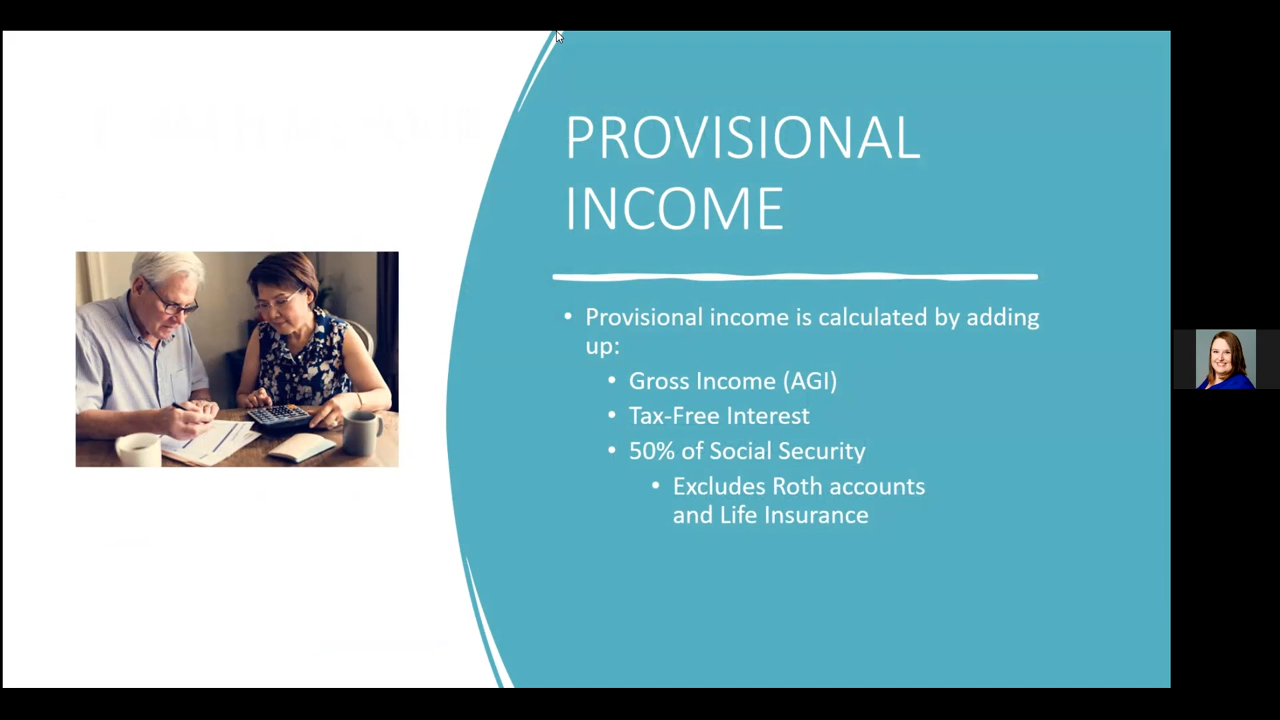 PROVISIONAL
INCOME
• Provisional income is calculated by adding
up:
• Gross Income (AGI)
• Tax-Free Interest
• 50% of Social Security
• Excludes Roth accounts
and Life Insurance